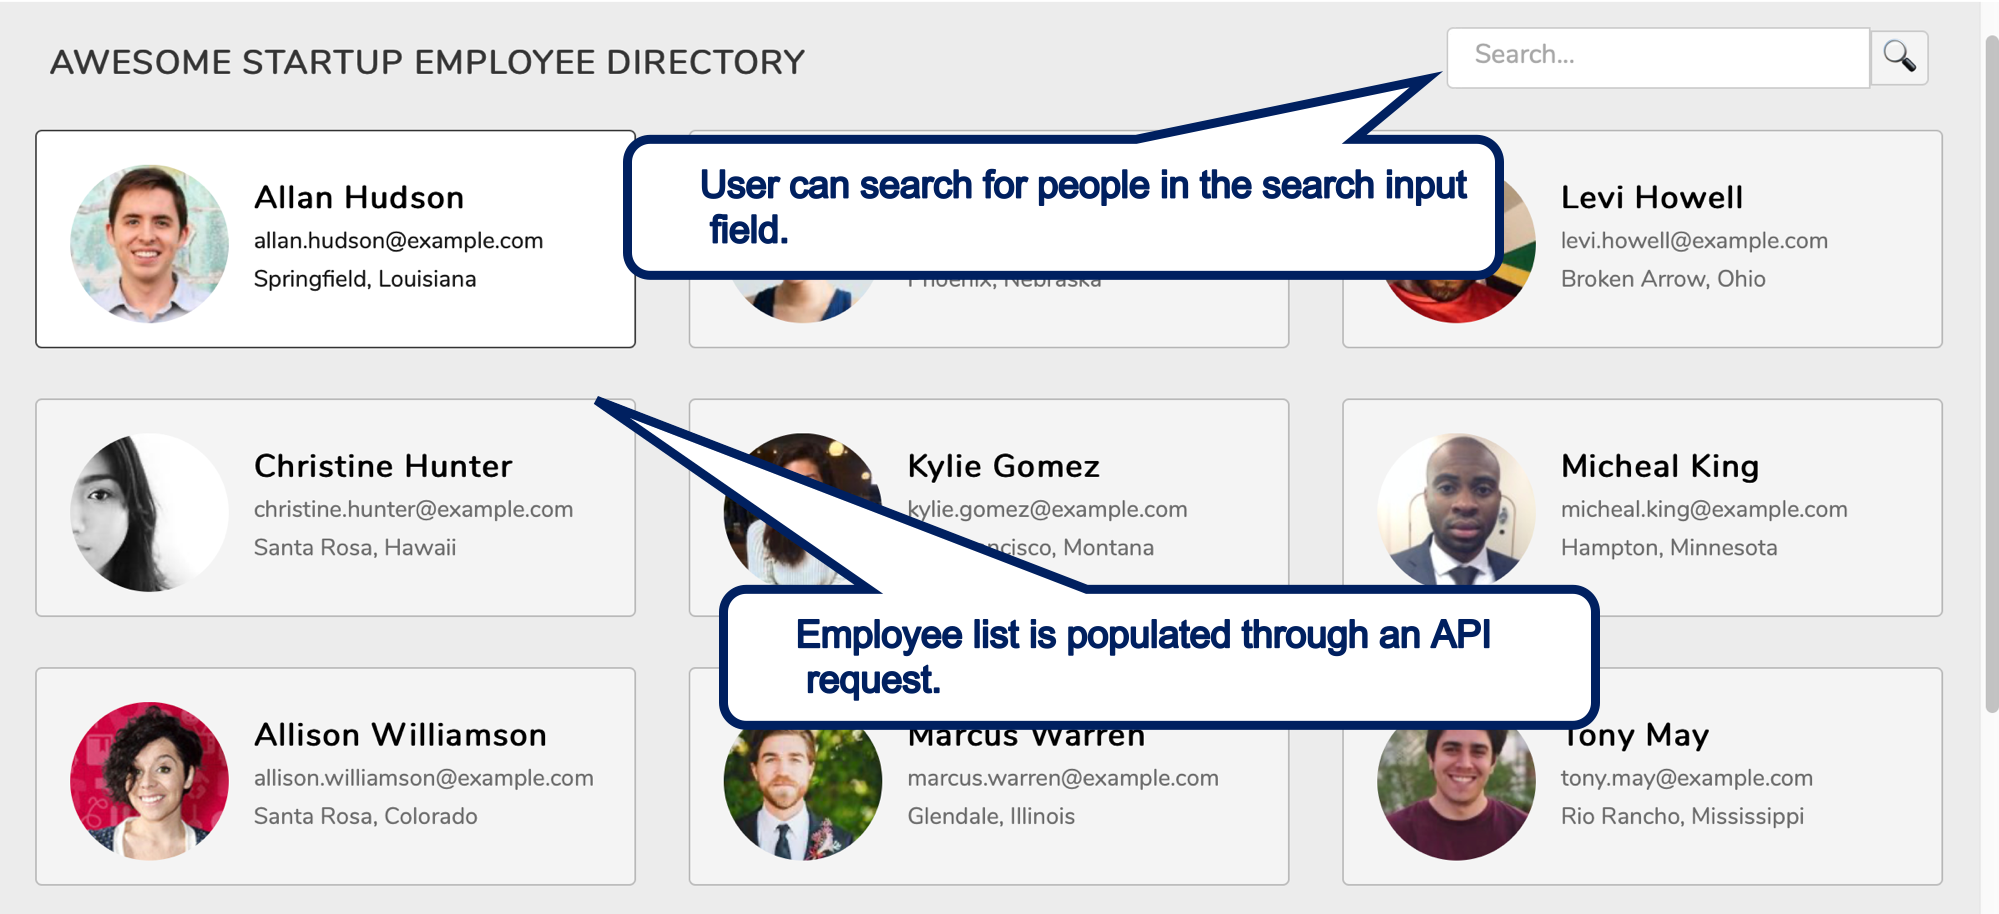 AWESOME STARTUP EMPLOYEE DIRECTORY
Search...
User can search for people in the search input
field.
Allan Hudson
allan.hudson@example.com
Springfield, Louisiana
Phoenix, Nebraska
Levi Howell
levi.howell@example.com
Broken Arrow, Ohio
Christine Hunter
christine.hunter@example.com
Santa Rosa, Hawaii
Kylie Gomez
kylie.gomez@example.com
Montana
Micheal King
micheal.king@example.com
Hampton, Minnesota
Employee list is populated through an API
request.
Allison Williamson
allison.williamson@example.com
Santa Rosa, Colorado
Marcus Warren
marcus.warren@example.com
Glendale, Illinois
Tony May
tony.may@example.com
Rio Rancho, Mississippi